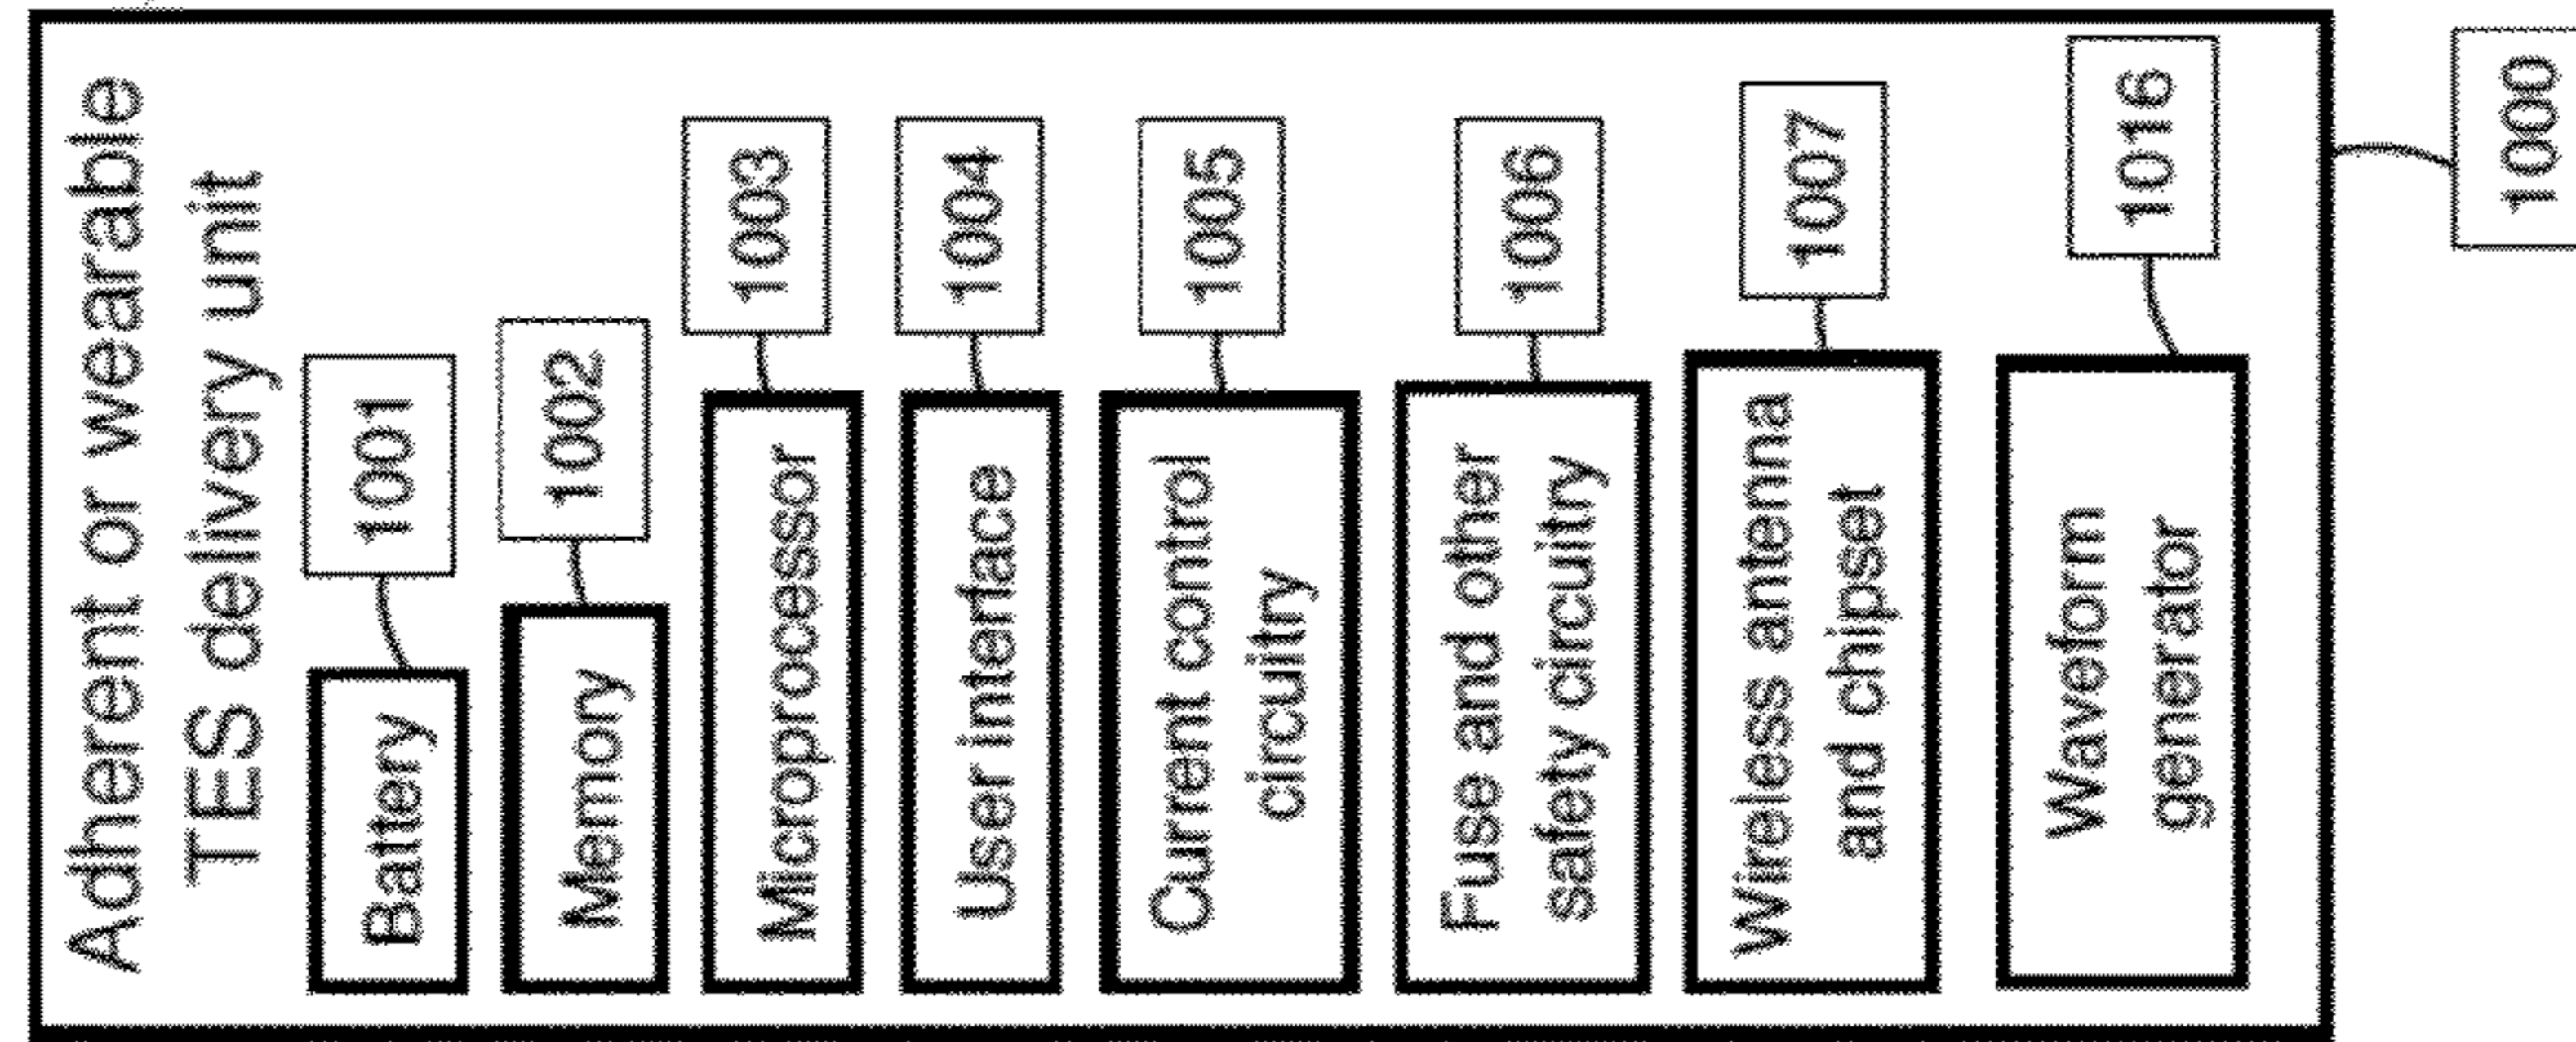 Adherent or wearable
TES delivery unit
Battery
1001
Memory
1002
Microprocessor
1003
User interface
1004
Current control
circuitry
1005
Fuse and other
safety circuitry
1006
Wireless antenna
and chipset
1007
Waveform
generator
1016
1000